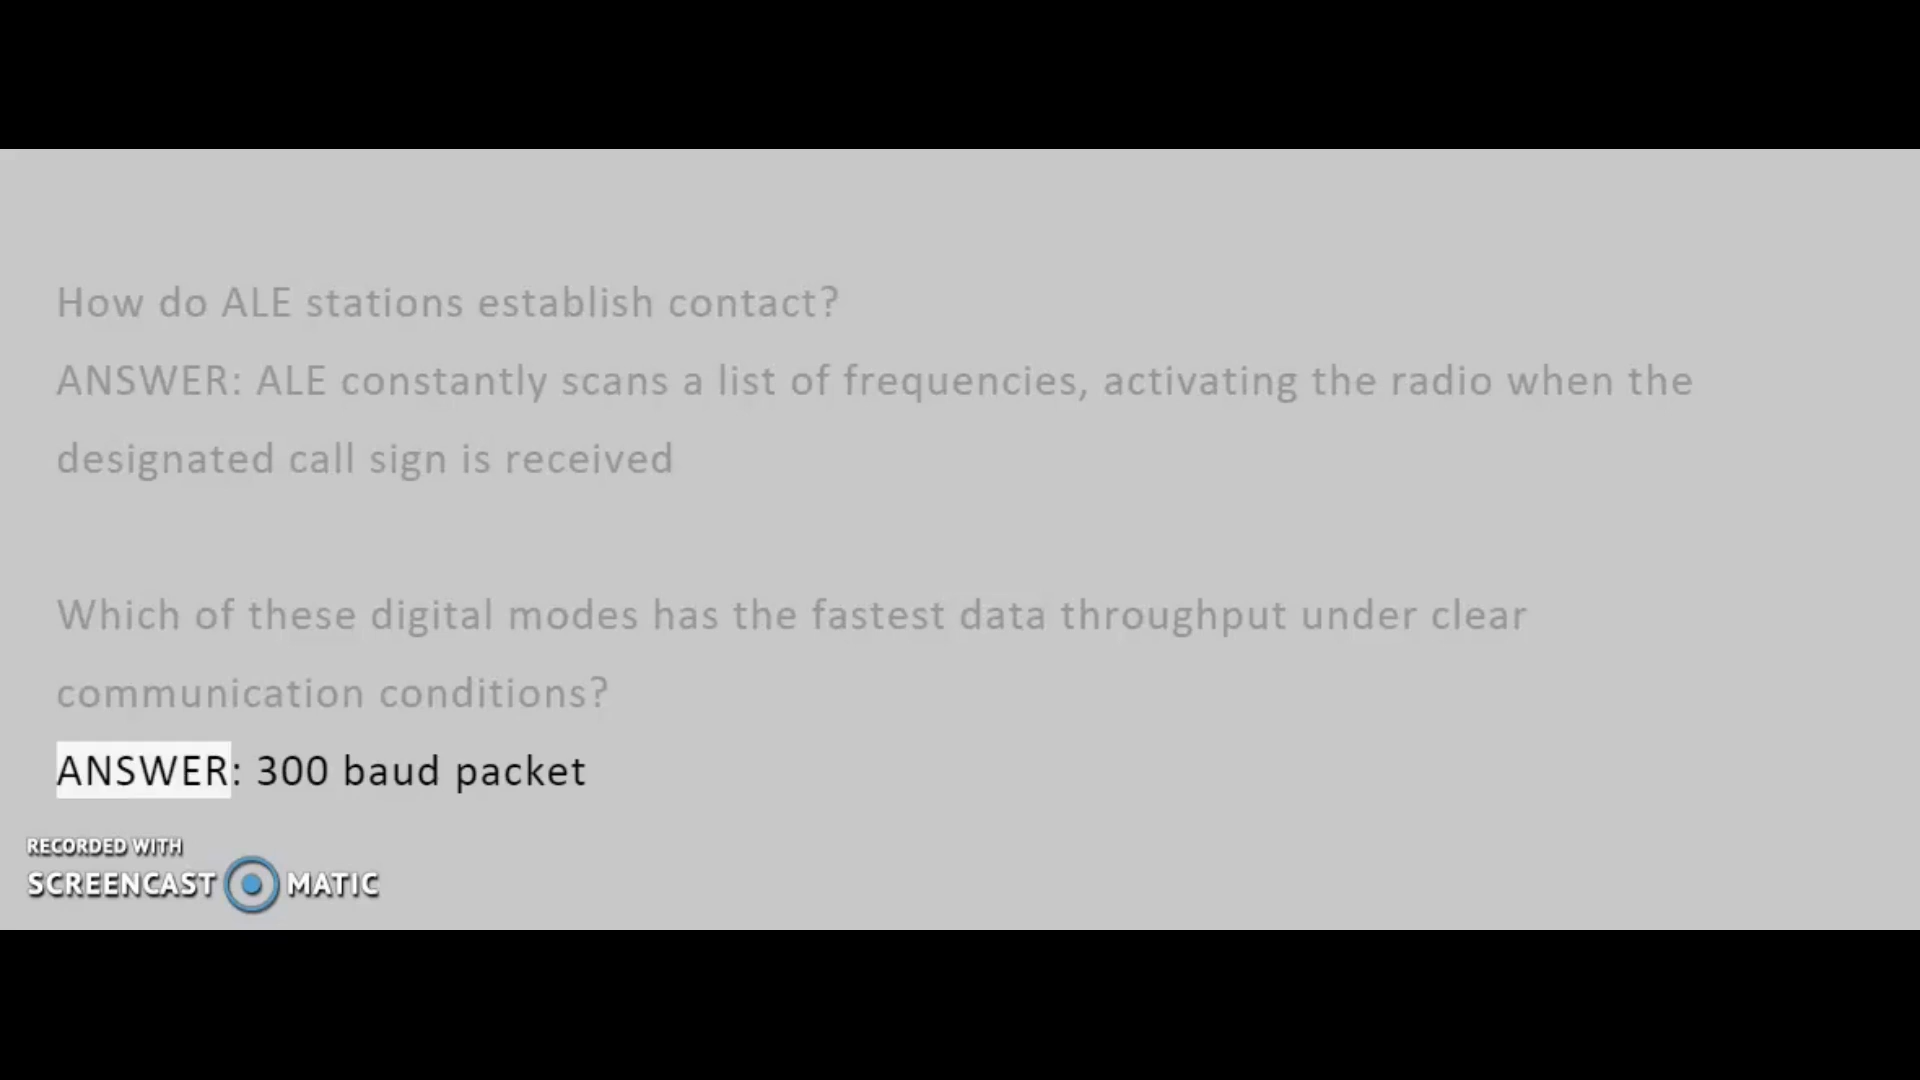 How do ALE stations establish contact?
ANSWER: ALE constantly scans a list of frequencies, activating the radio when the
designated call sign is received
Which of these digital modes has the fastest data throughput under clear
communication conditions?
ANSWER: 300 baud packet
RECORDED WITH
SCREENCAST MATIC